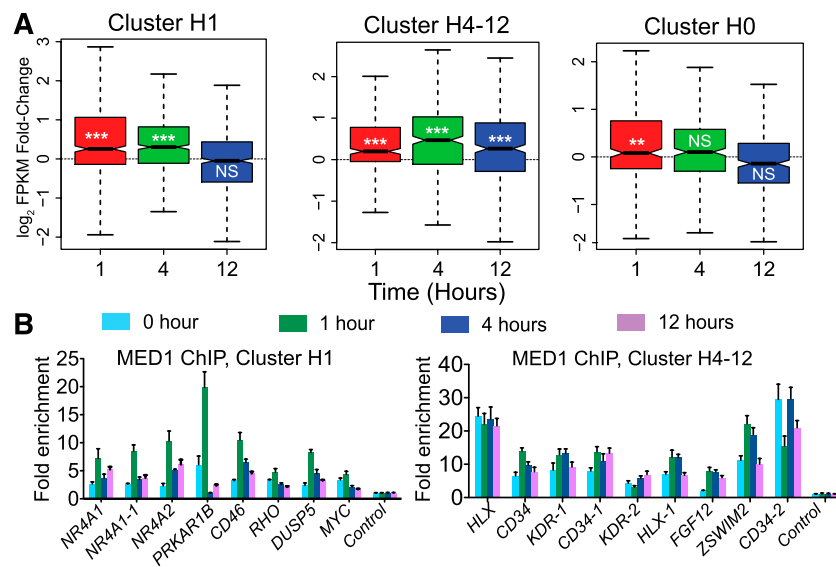 A
Cluster H1
Cluster H4-12
Cluster H0
log2 FPKM Fold-Change
3
2
1
0
−1
−2
***
***
NS
1
4
12
2
1
0
−1
−2
***
***
***
1
4
12
2
1
0
−1
−2
**
NS
NS
1
4
12
Time (Hours)
B
0 hour
1 hour
4 hours
12 hours
MED1 ChIP, Cluster H1
Fold enrichment
25
20
15
10
5
0
NR4A1
NR4A1-1
NR4A2
PRKAR1B
CD46
RHO
DUSP5
MYC
Control
MED1 ChIP, Cluster H4-12
Fold enrichment
40
30
20
10
0
HLX
CD34
KDR-1
CD34-1
KDR-2
HLX-1
FGF12
ZSWIM2
CD34-2
Control